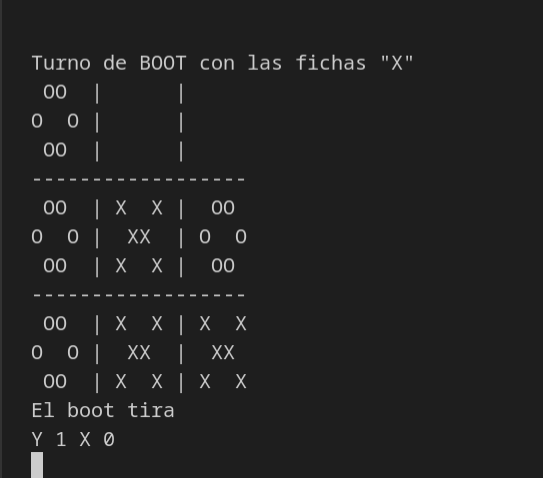 Turno de BOOT con las fichas "X"
 OO  |      |
O  O |      |
 OO  |      |
------------------
 OO  | X  X |  OO
O  O |  XX  | O  O
 OO  | X  X |  OO
------------------
 OO  | X  X | X  X
O  O |  XX  |  XX
 OO  | X  X | X  X
El boot tira
Y 1 X 0